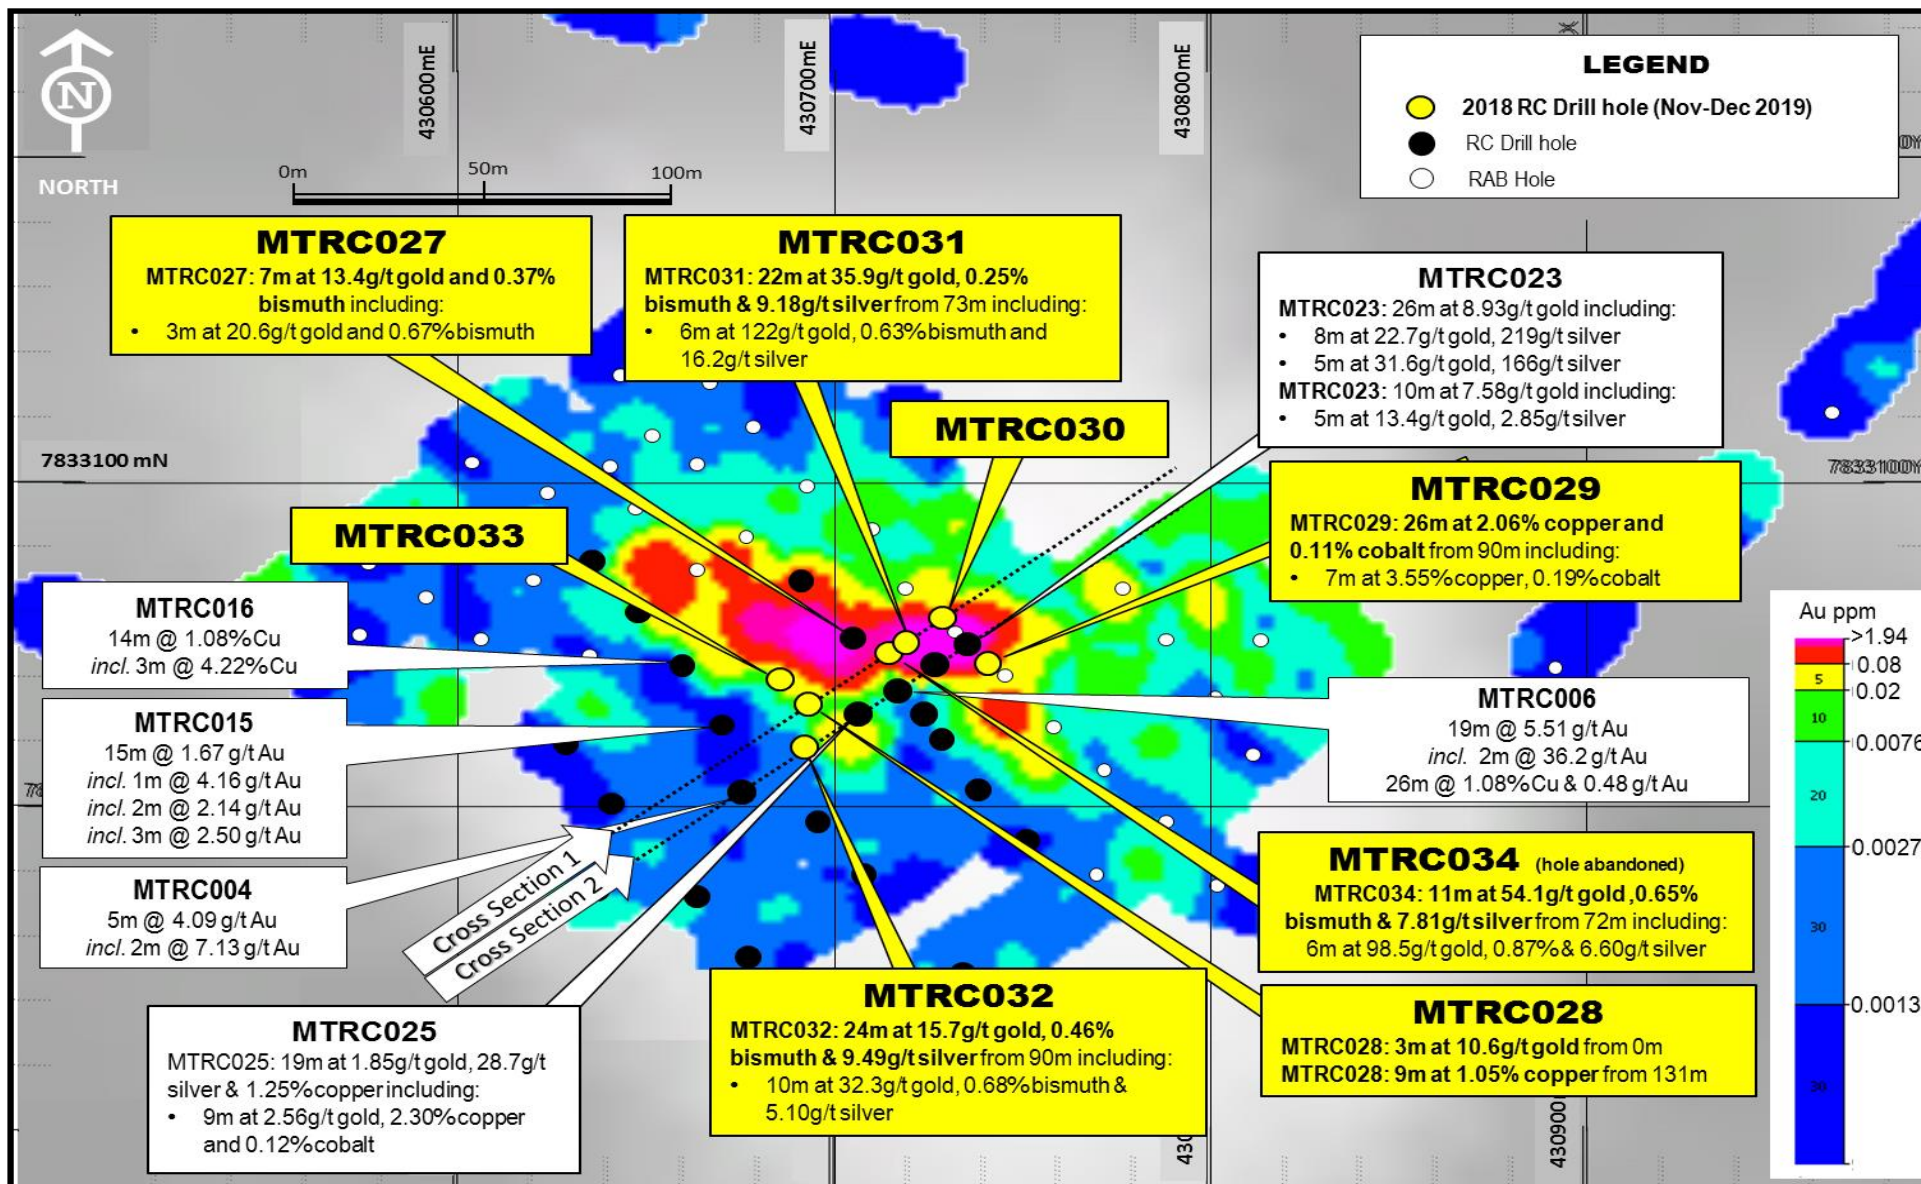 N
NORTH
430600mE
430700mE
430800mE
0m
50m
100m
LEGEND
2018 RC Drill hole (Nov-Dec 2019)
RC Drill hole
RAB Hole
MTRC027
MTRC027: 7m at 13.4g/t gold and 0.37%
bismuth including:
• 3m at 20.6g/t gold and 0.67% bismuth
MTRC031
MTRC031: 22m at 35.9g/t gold, 0.25%
bismuth & 9.18g/t silver from 73m including:
• 6m at 122g/t gold, 0.63% bismuth and
16.2g/t silver
MTRC023
MTRC023: 26m at 8.93g/t gold including:
• 8m at 22.7g/t gold, 219g/t silver
• 5m at 31.6g/t gold, 166g/t silver
MTRC023: 10m at 7.58g/t gold including:
• 5m at 13.4g/t gold, 2.85g/t silver
MTRC030
7833100 mN
7833100
MTRC029
MTRC029: 26m at 2.06% copper and
0.11% cobalt from 90m including:
• 7m at 3.55% copper, 0.19% cobalt
MTRC033
MTRC016
14m @ 1.08% Cu
incl. 3m @ 4.22% Cu
MTRC015
15m @ 1.67 g/t Au
incl. 1m @ 4.16 g/t Au
incl. 2m @ 2.14 g/t Au
incl. 3m @ 2.50 g/t Au
MTRC004
5m @ 4.09 g/t Au
incl. 2m @ 7.13 g/t Au
Cross Section 1
Cross Section 2
MTRC006
19m @ 5.51 g/t Au
incl. 2m @ 36.2 g/t Au
26m @ 1.08% Cu & 0.48 g/t Au
Au ppm
>1.94
0.08
5
0.02
10
0.0076
20
0.0027
30
0.0013
30
MTRC034 (hole abandoned)
MTRC034: 11m at 54.1g/t gold, 0.65%
bismuth & 7.81g/t silver from 72m including:
6m at 98.5g/t gold, 0.87% & 6.60g/t silver
MTRC025
MTRC025: 19m at 1.85g/t gold, 28.7g/t
silver & 1.25% copper including:
• 9m at 2.56g/t gold, 2.30% copper
and 0.12% cobalt
MTRC032
MTRC032: 24m at 15.7g/t gold, 0.46%
bismuth & 9.49g/t silver from 90m including:
• 10m at 32.3g/t gold, 0.68% bismuth &
5.10g/t silver
MTRC028
MTRC028: 3m at 10.6g/t gold from 0m
MTRC028: 9m at 1.05% copper from 131m